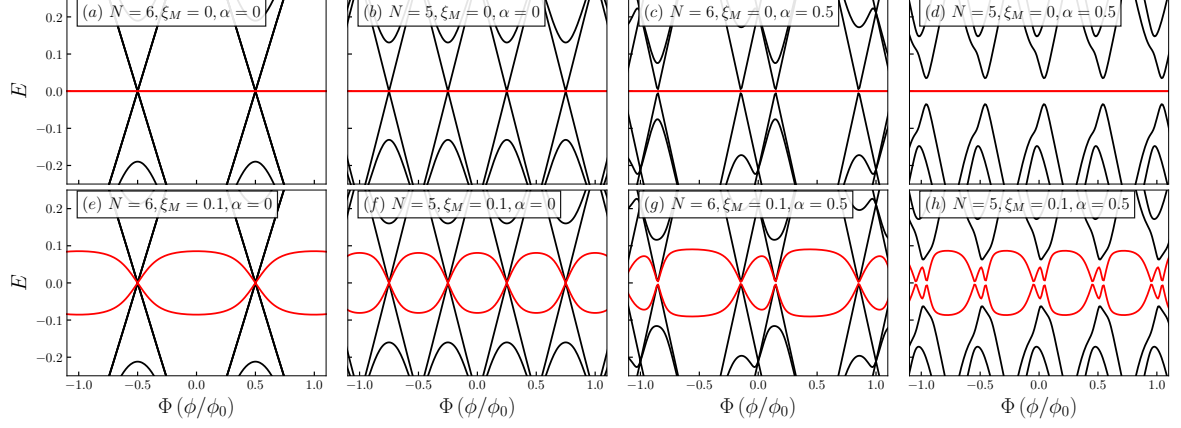 (a) N = 6, ξ_M = 0, α = 0
(b) N = 5, ξ_M = 0, α = 0
(c) N = 6, ξ_M = 0, α = 0.5
(d) N = 5, ξ_M = 0, α = 0.5
E
0.2
0.1
0.0
−0.1
−0.2
(e) N = 6, ξ_M = 0.1, α = 0
(f) N = 5, ξ_M = 0.1, α = 0
(g) N = 6, ξ_M = 0.1, α = 0.5
(h) N = 5, ξ_M = 0.1, α = 0.5
E
0.2
0.1
0.0
−0.1
−0.2
−1.0 −0.5 0.0 0.5 1.0
−1.0 −0.5 0.0 0.5 1.0
−1.0 −0.5 0.0 0.5 1.0
−1.0 −0.5 0.0 0.5 1.0
Φ (ϕ/ϕ₀)
Φ (ϕ/ϕ₀)
Φ (ϕ/ϕ₀)
Φ (ϕ/ϕ₀)